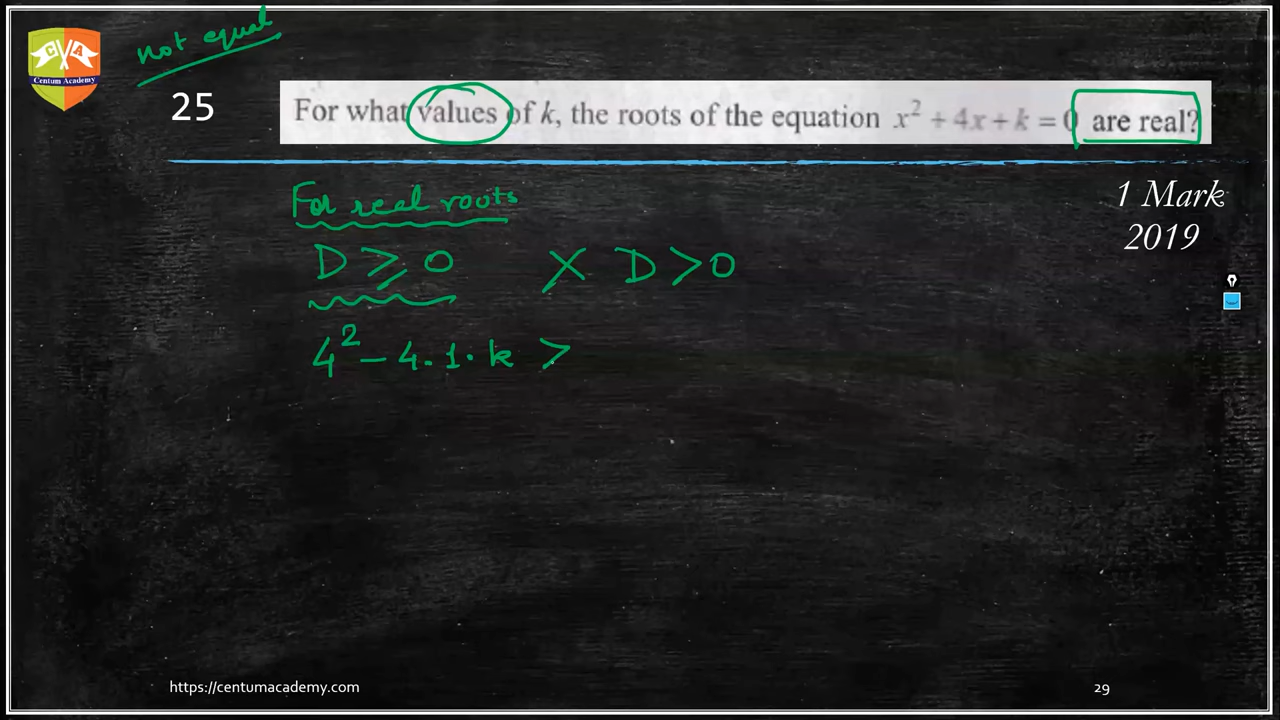 not equal
C A
Centum Academy
25
For what values of k, the roots of the equation x² + 4x + k = 0 are real?
1 Mark
2019
For real roots
D ⩾ 0 X D > 0
4² – 4.1.k >
https://centumacademy.com
29